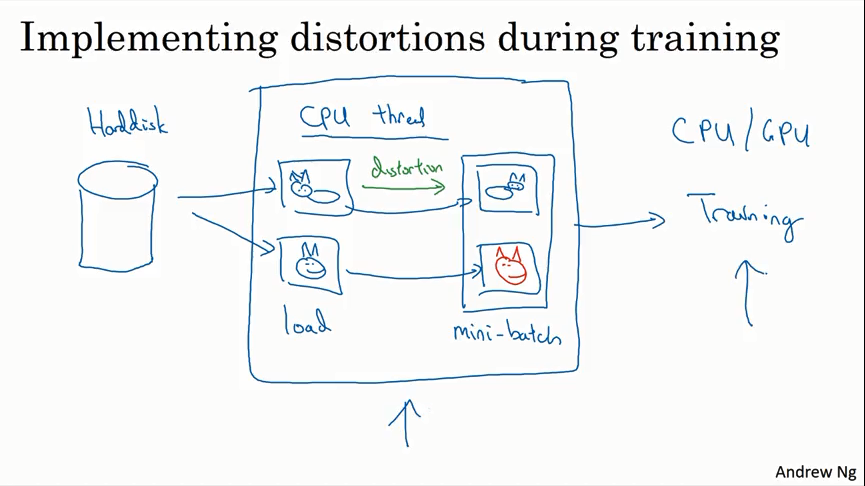 Implementing distortions during training
Harddisk
CPU thread
CPU/GPU
distortion
Training
load
mini-batch
Andrew Ng